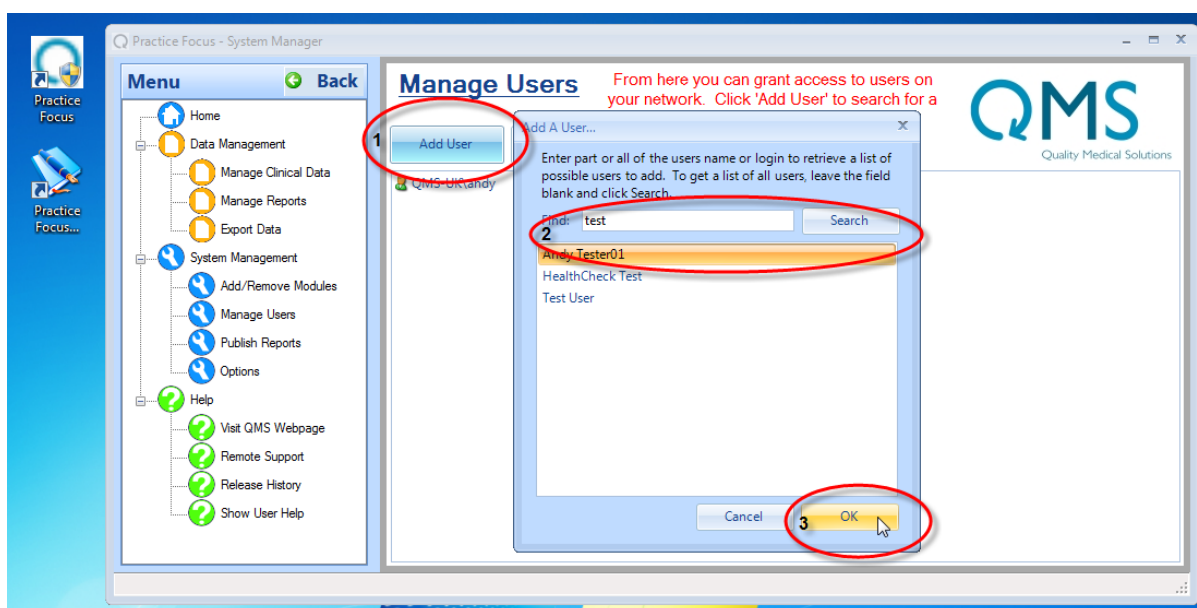 Practice Focus - System Manager
Practice
Focus
Practice
Focus...
Menu
Back
Home
Data Management
Manage Clinical Data
Manage Reports
Export Data
System Management
Add/Remove Modules
Manage Users
Publish Reports
Options
Help
Visit QMS Webpage
Remote Support
Release History
Show User Help
Manage Users
From here you can grant access to users on
your network. Click 'Add User' to search for a
QMS
Quality Medical Solutions
1
Add User
QMS-UK\andy
Add A User...
Enter part or all of the users name or login to retrieve a list of
possible users to add. To get a list of all users, leave the field
blank and click Search.
Find: test
Search
2
Andy Tester01
HealthCheck Test
Test User
Cancel
3
OK